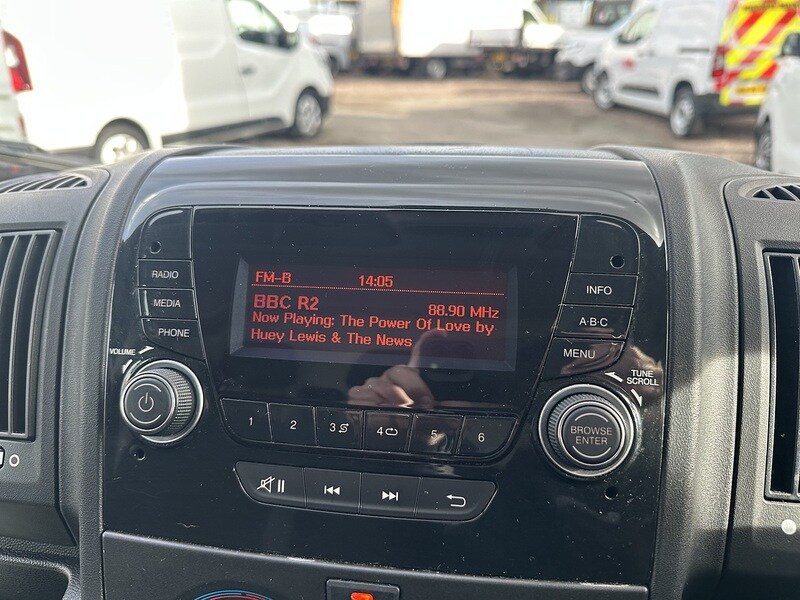 FM-B 14:05
BBC R2 88.90 MHz
Now Playing: The Power Of Love by
Huey Lewis & The News
RADIO
MEDIA
PHONE
VOLUME
INFO
A·B·C
MENU
TUNE
SCROLL
BROWSE
ENTER
1 2 3 4 5 6